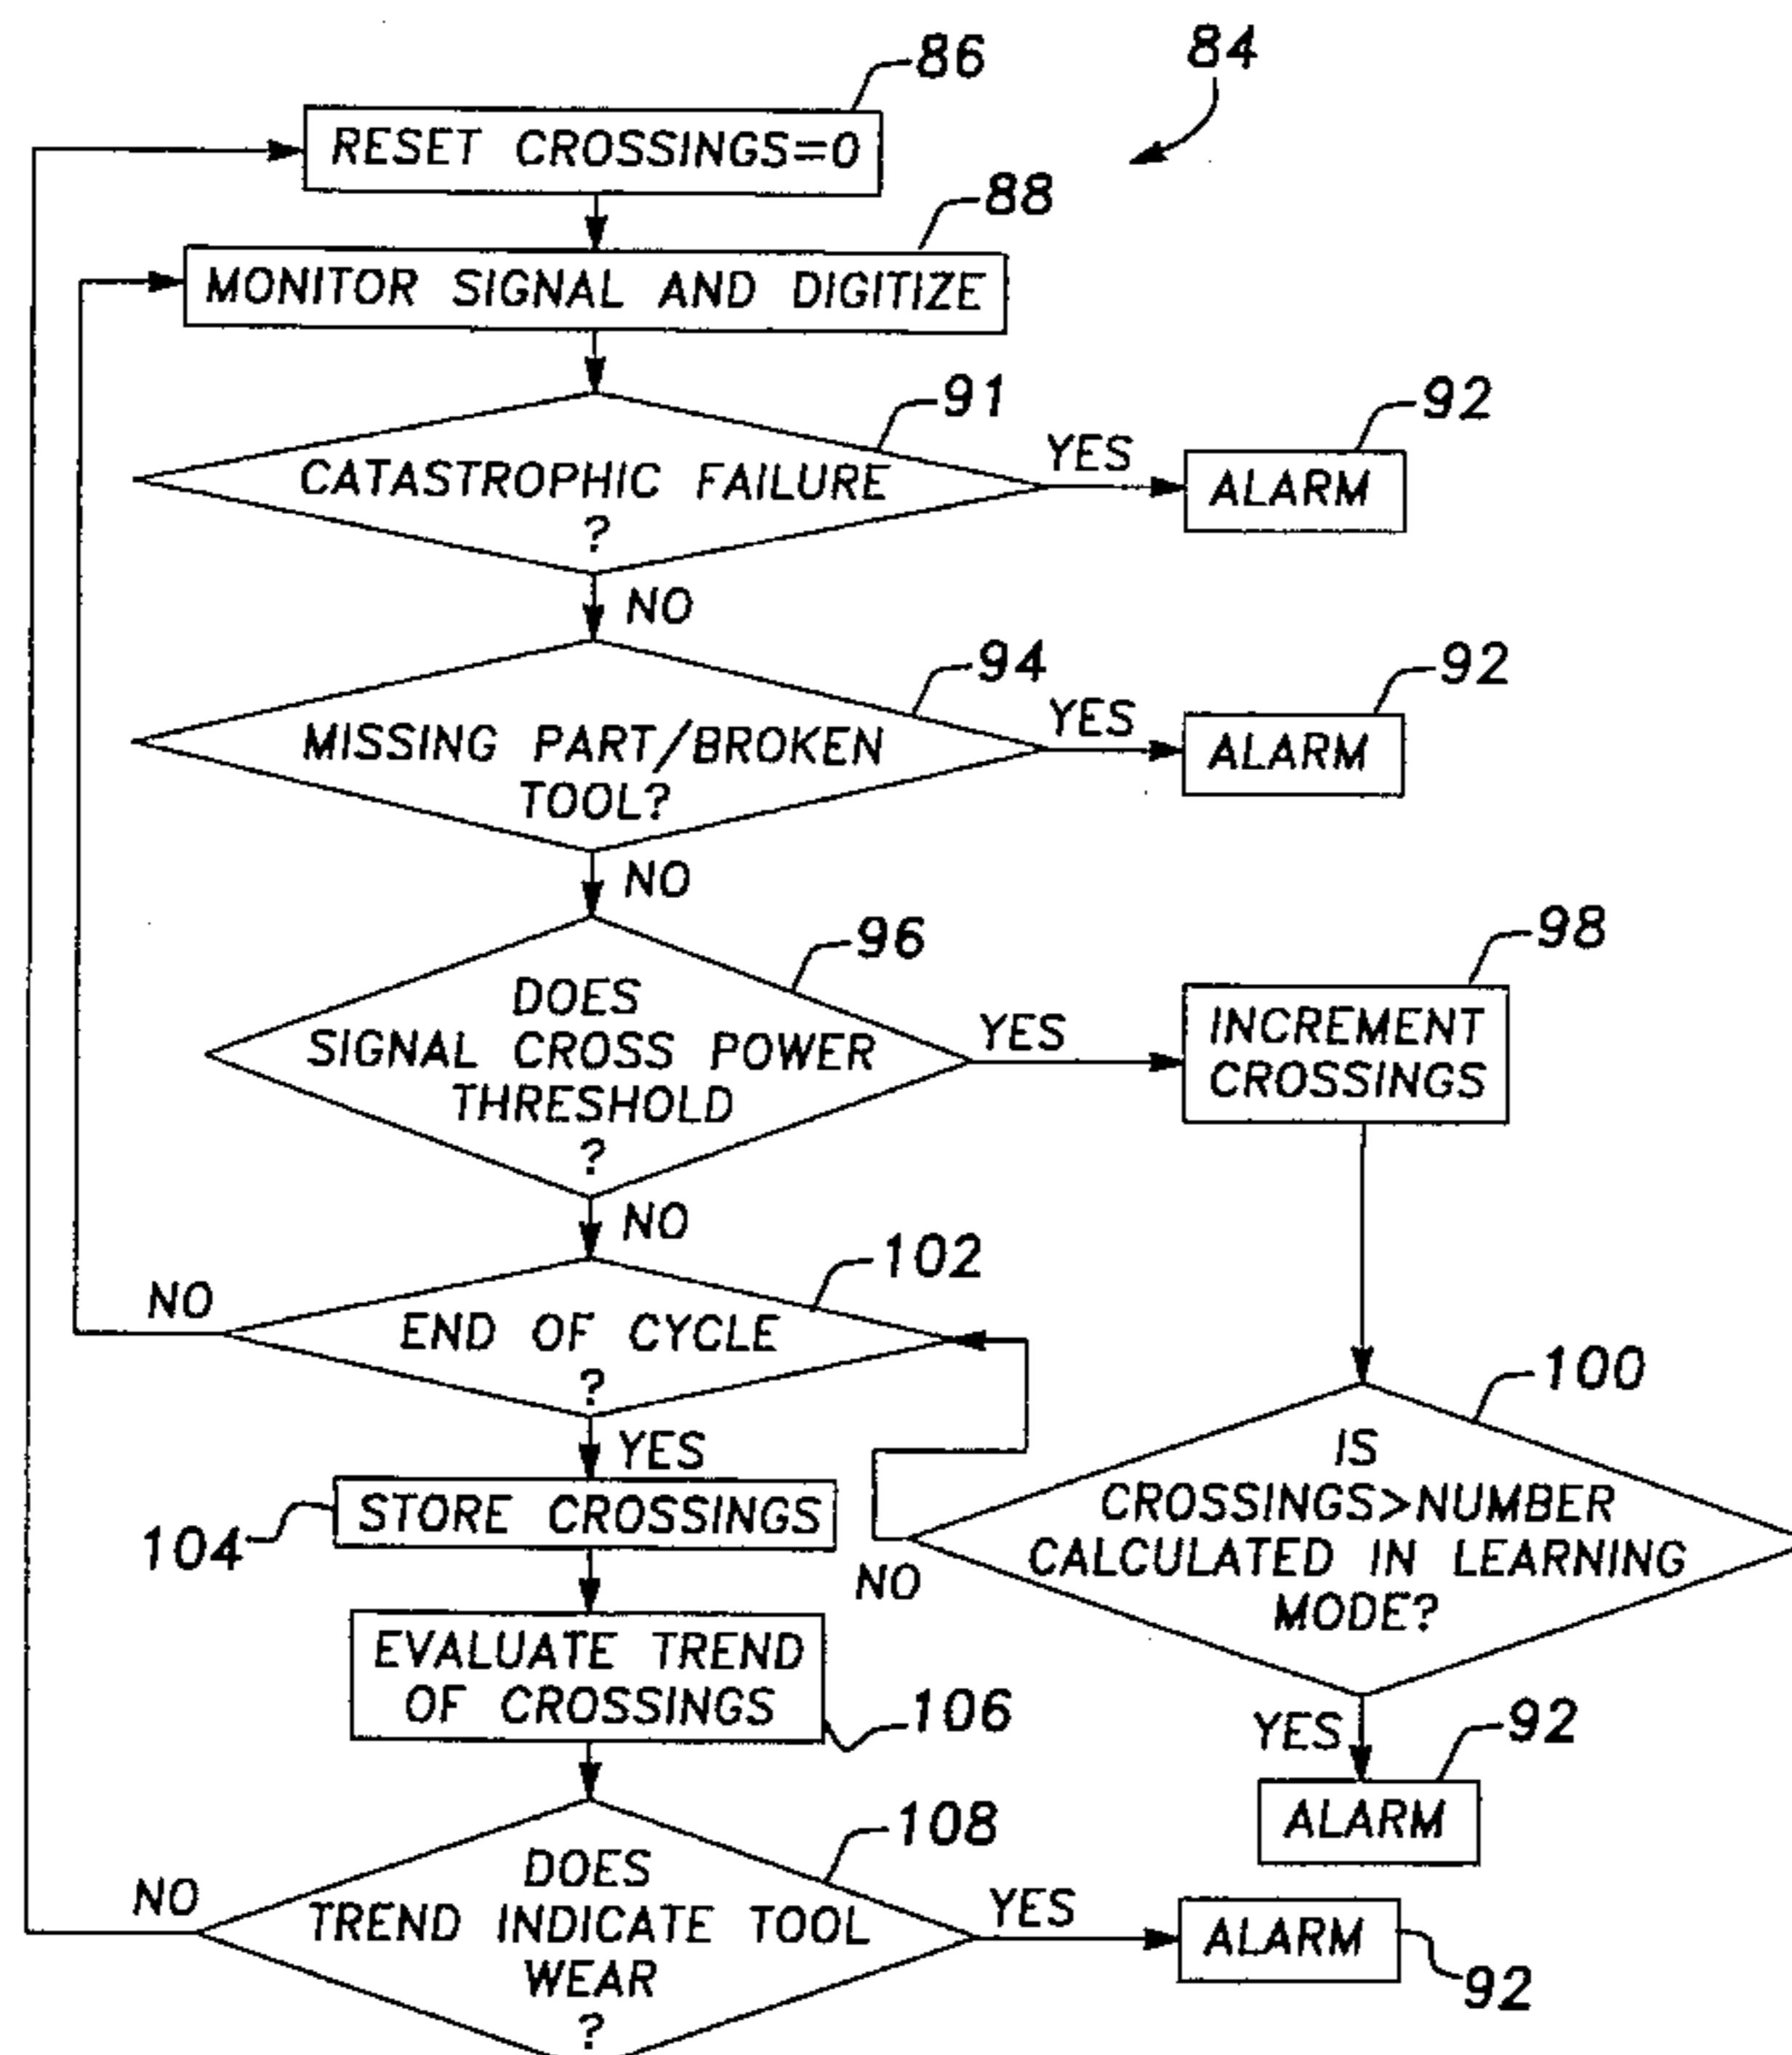 86
84
RESET CROSSINGS=0
88
MONITOR SIGNAL AND DIGITIZE
91
92
CATASTROPHIC FAILURE
?
YES
ALARM
NO
94
92
MISSING PART/BROKEN
TOOL?
YES
ALARM
NO
96
98
DOES
SIGNAL CROSS POWER
THRESHOLD
?
YES
INCREMENT
CROSSINGS
NO
102
NO
END OF CYCLE
?
100
IS
CROSSINGS>NUMBER
CALCULATED IN LEARNING
MODE?
NO
YES
104
STORE CROSSINGS
EVALUATE TREND
OF CROSSINGS
106
YES
92
ALARM
108
NO
DOES
TREND INDICATE TOOL
WEAR
?
YES
ALARM
92